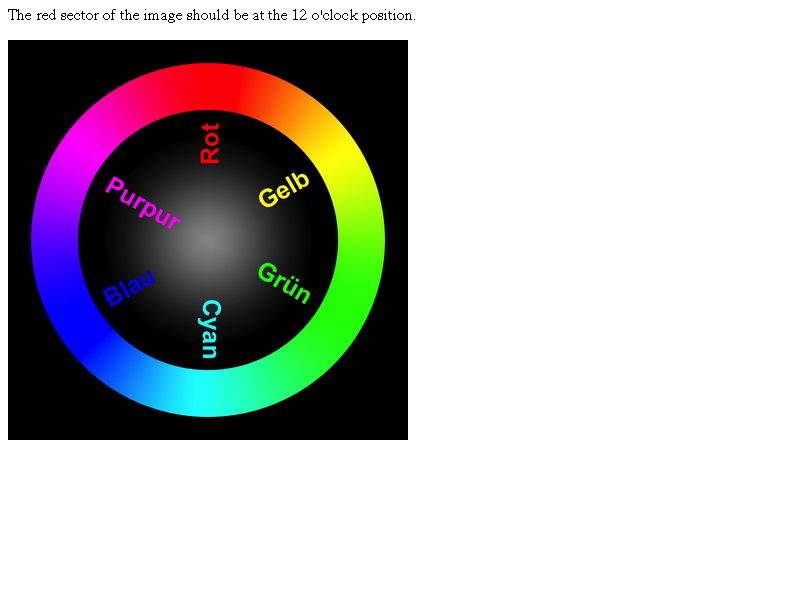 The red sector of the image should be at the 12 o'clock position.
Rot
Gelb
Purpur
Grün
Blau
Cyan